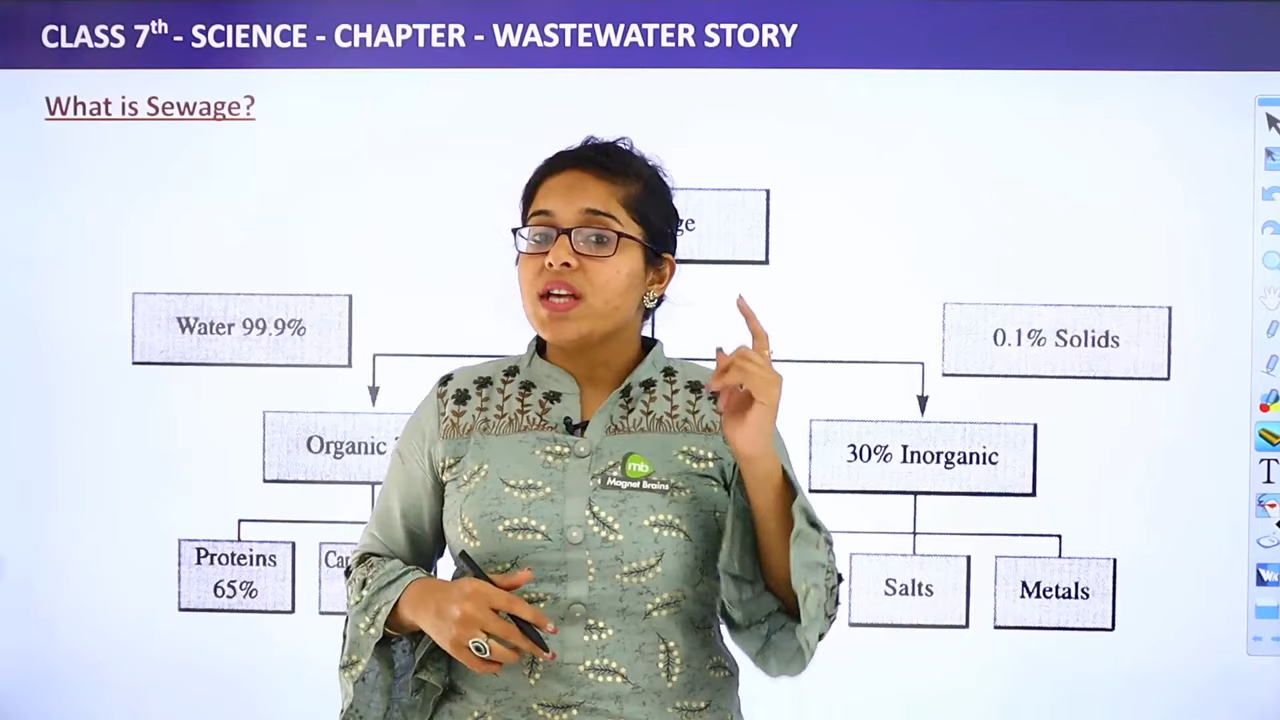 CLASS 7th - SCIENCE - CHAPTER - WASTEWATER STORY
What is Sewage?
Water 99.9%
0.1% Solids
Organic
30% Inorganic
Proteins
65%
Salts
Metals
mb
Magnet Brains
T